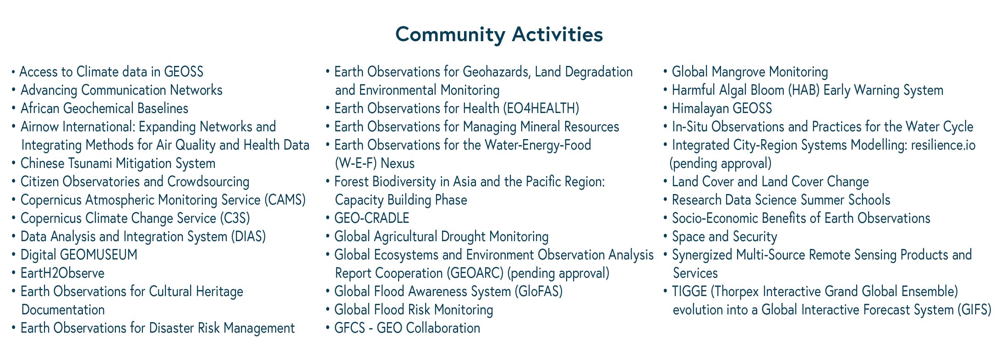 Community Activities
• Access to Climate data in GEOSS
• Advancing Communication Networks
• African Geochemical Baselines
• Airnow International: Expanding Networks and
Integrating Methods for Air Quality and Health Data
• Chinese Tsunami Mitigation System
• Citizen Observatories and Crowdsourcing
• Copernicus Atmospheric Monitoring Service (CAMS)
• Copernicus Climate Change Service (C3S)
• Data Analysis and Integration System (DIAS)
• Digital GEOMUSEUM
• EartH2Observe
• Earth Observations for Cultural Heritage
Documentation
• Earth Observations for Disaster Risk Management
• Earth Observations for Geohazards, Land Degradation
and Environmental Monitoring
• Earth Observations for Health (EO4HEALTH)
• Earth Observations for Managing Mineral Resources
• Earth Observations for the Water-Energy-Food
(W-E-F) Nexus
• Forest Biodiversity in Asia and the Pacific Region:
Capacity Building Phase
• GEO-CRADLE
• Global Agricultural Drought Monitoring
• Global Ecosystems and Environment Observation Analysis
Report Cooperation (GEOARC) (pending approval)
• Global Flood Awareness System (GloFAS)
• Global Flood Risk Monitoring
• GFCS - GEO Collaboration
• Global Mangrove Monitoring
• Harmful Algal Bloom (HAB) Early Warning System
• Himalayan GEOSS
• In-Situ Observations and Practices for the Water Cycle
• Integrated City-Region Systems Modelling: resilience.io
(pending approval)
• Land Cover and Land Cover Change
• Research Data Science Summer Schools
• Socio-Economic Benefits of Earth Observations
• Space and Security
• Synergized Multi-Source Remote Sensing Products and
Services
• TIGGE (Thorpex Interactive Grand Global Ensemble)
evolution into a Global Interactive Forecast System (GIFS)